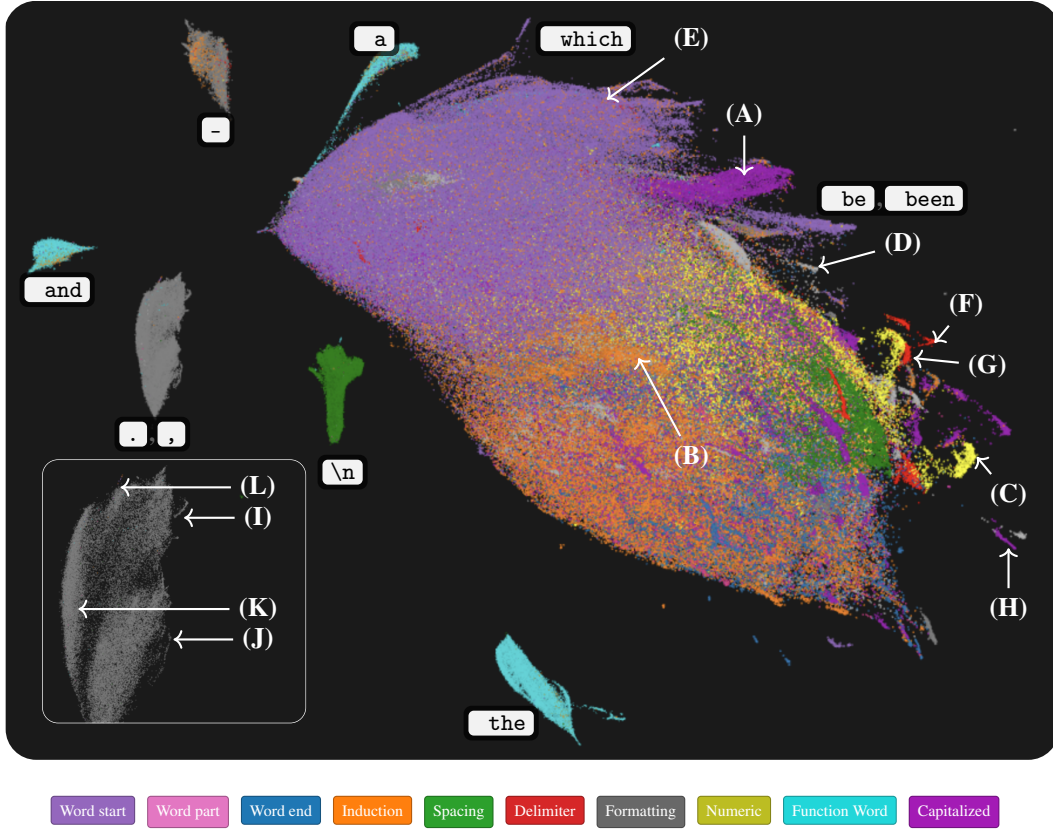 a
which
(E)
(A)
-
be, been
(D)
and
(F)
(G)
. ,
\n
(B)
(C)
(L)
(I)
(K)
(J)
(H)
the
Word start Word part Word end Induction Spacing Delimiter Formatting Numeric Function Word Capitalized